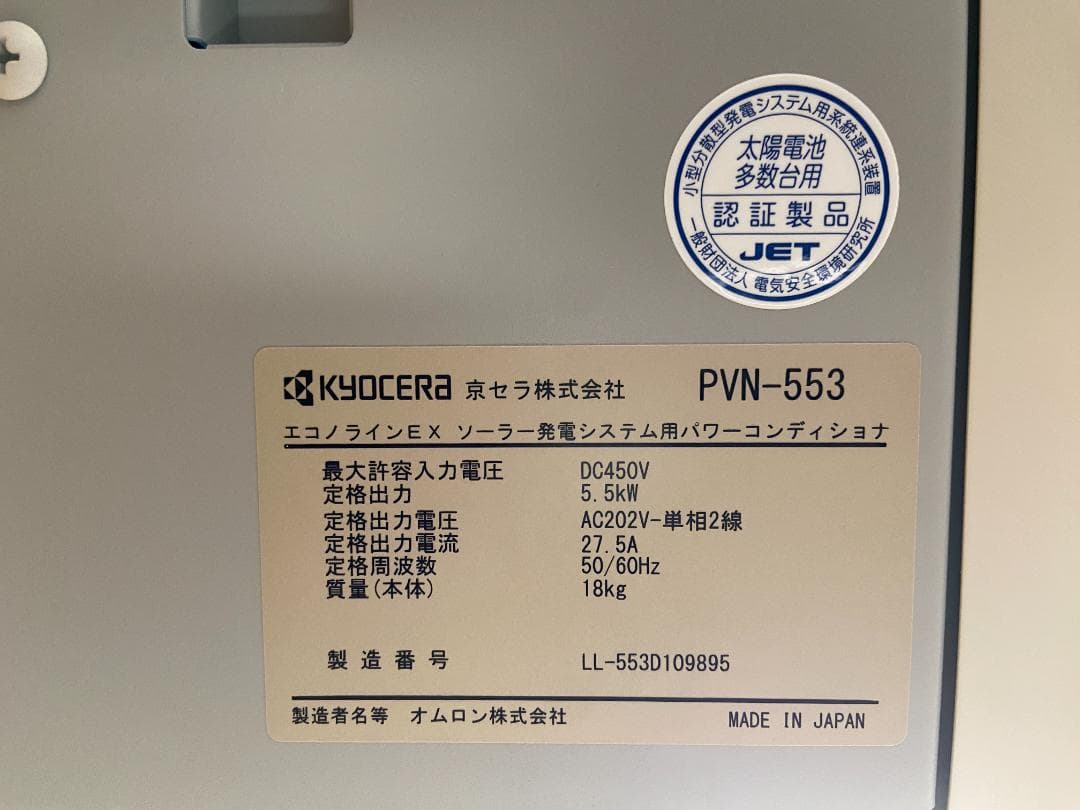 小型分散型発電システム用系統連系装置
太陽電池
多数台用
認証製品
JET
一般財団法人 電気安全環境研究所
KYOCERA 京セラ株式会社 PVN-553
エコノラインEX ソーラー発電システム用パワーコンディショナ
最大許容入力電圧 DC450V
定格出力 5.5kW
定格出力電圧 AC202V-単相2線
定格出力電流 27.5A
定格周波数 50/60Hz
質量(本体) 18kg
製造番号 LL-553D109895
製造者名等 オムロン株式会社 MADE IN JAPAN